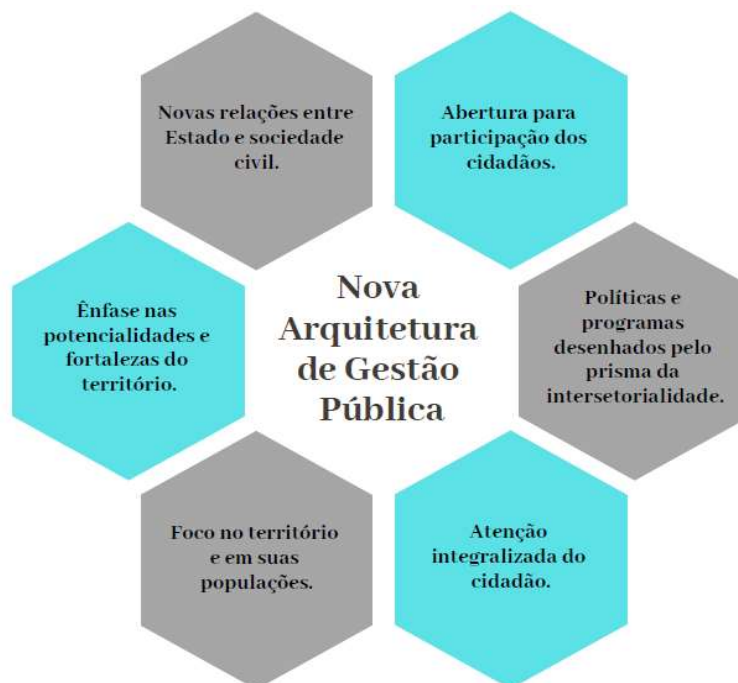 Novas relações entre
Estado e sociedade
civil.
Abertura para
participação dos
cidadãos.
Ênfase nas
potencialidades e
fortalezas do
território.
Nova
Arquitetura
de Gestão
Pública
Políticas e
programas
desenhados pelo
prisma da
intersetorialidade.
Foco no território
e em suas
populações.
Atenção
integralizada do
cidadão.